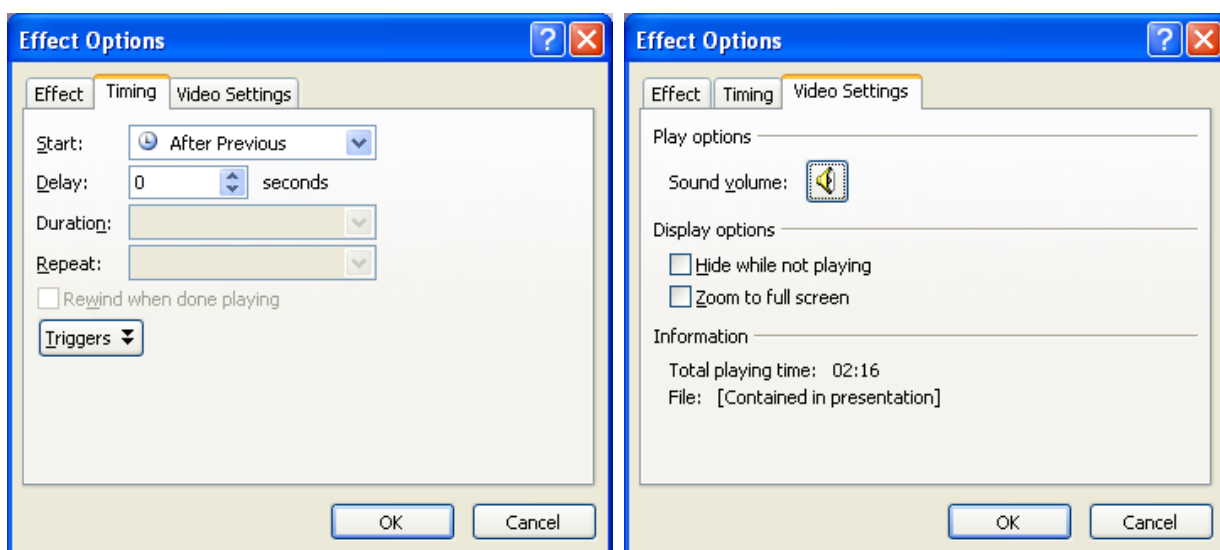 Effect Options
Effect Timing Video Settings
Start: After Previous
Delay: 0 seconds
Duration:
Repeat:
Rewind when done playing
Triggers
OK Cancel
Effect Options
Effect Timing Video Settings
Play options
Sound volume:
Display options
Hide while not playing
Zoom to full screen
Information
Total playing time: 02:16
File: [Contained in presentation]
OK Cancel